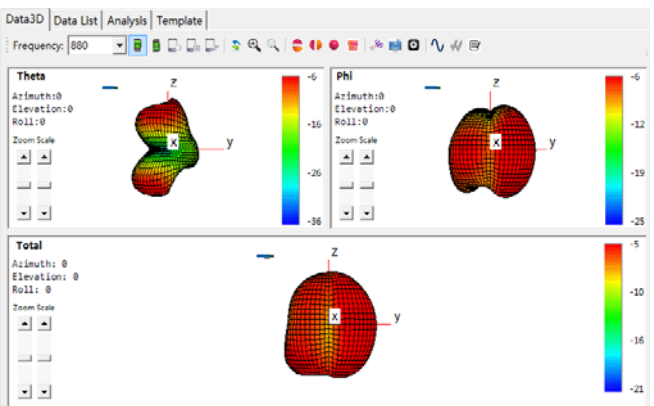 Data3D Data List Analysis Template
Frequency: 880
Theta
Azimuth:0
Elevation:0
Roll:0
Zoom Scale
z
x
y
-6
-16
-26
-36
Phi
Azimuth:0
Elevation:0
Roll:0
Zoom Scale
z
x
y
-6
-12
-19
-25
Total
Azimuth: 0
Elevation: 0
Roll: 0
Zoom Scale
z
x
y
-5
-10
-16
-21